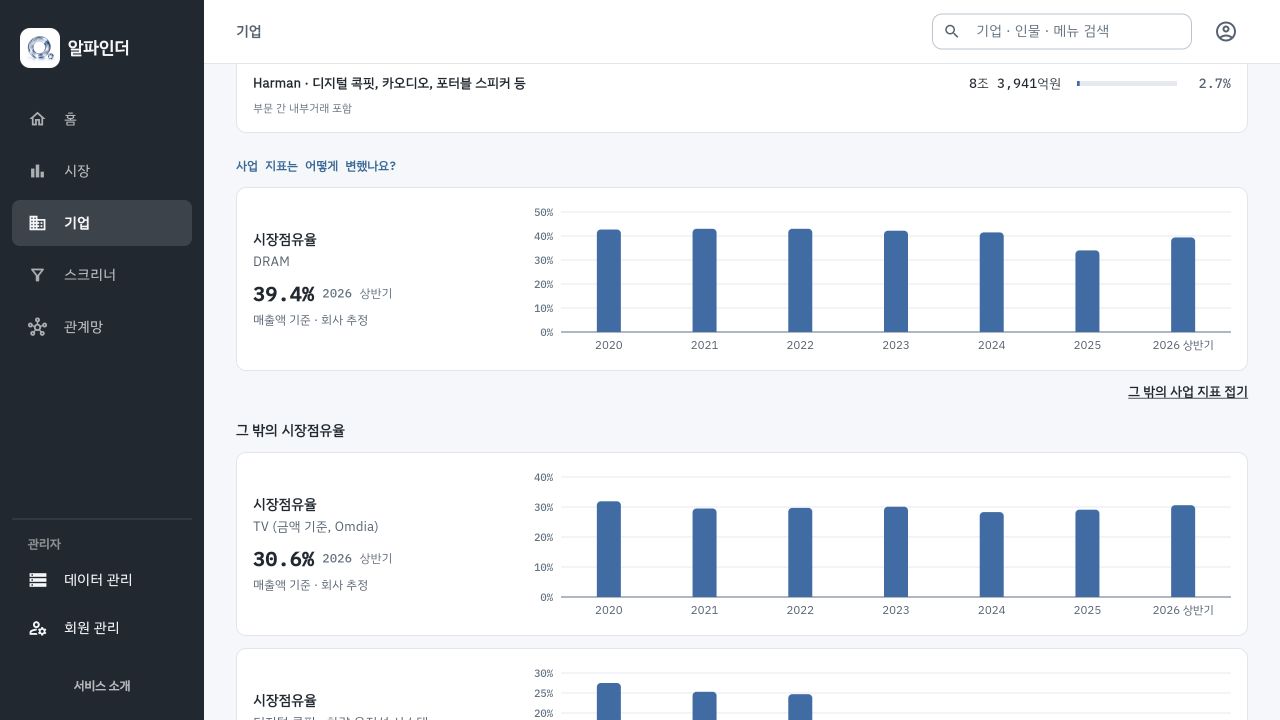 알파인더
홈
시장
기업
스크리너
관계망
관리자
데이터 관리
회원 관리
서비스 소개
기업
기업 · 인물 · 메뉴 검색
Harman · 디지털 콕핏, 카오디오, 포터블 스피커 등
8조 3,941억원
2.7%
부문 간 내부거래 포함
사업 지표는 어떻게 변했나요?
시장점유율
DRAM
39.4% 2026 상반기
매출액 기준 · 회사 추정
50%
40%
30%
20%
10%
0%
2020 2021 2022 2023 2024 2025 2026 상반기
그 밖의 사업 지표 접기
그 밖의 시장점유율
시장점유율
TV (금액 기준, Omdia)
30.6% 2026 상반기
매출액 기준 · 회사 추정
40%
30%
20%
10%
0%
2020 2021 2022 2023 2024 2025 2026 상반기
시장점유율
30%
25%
20%